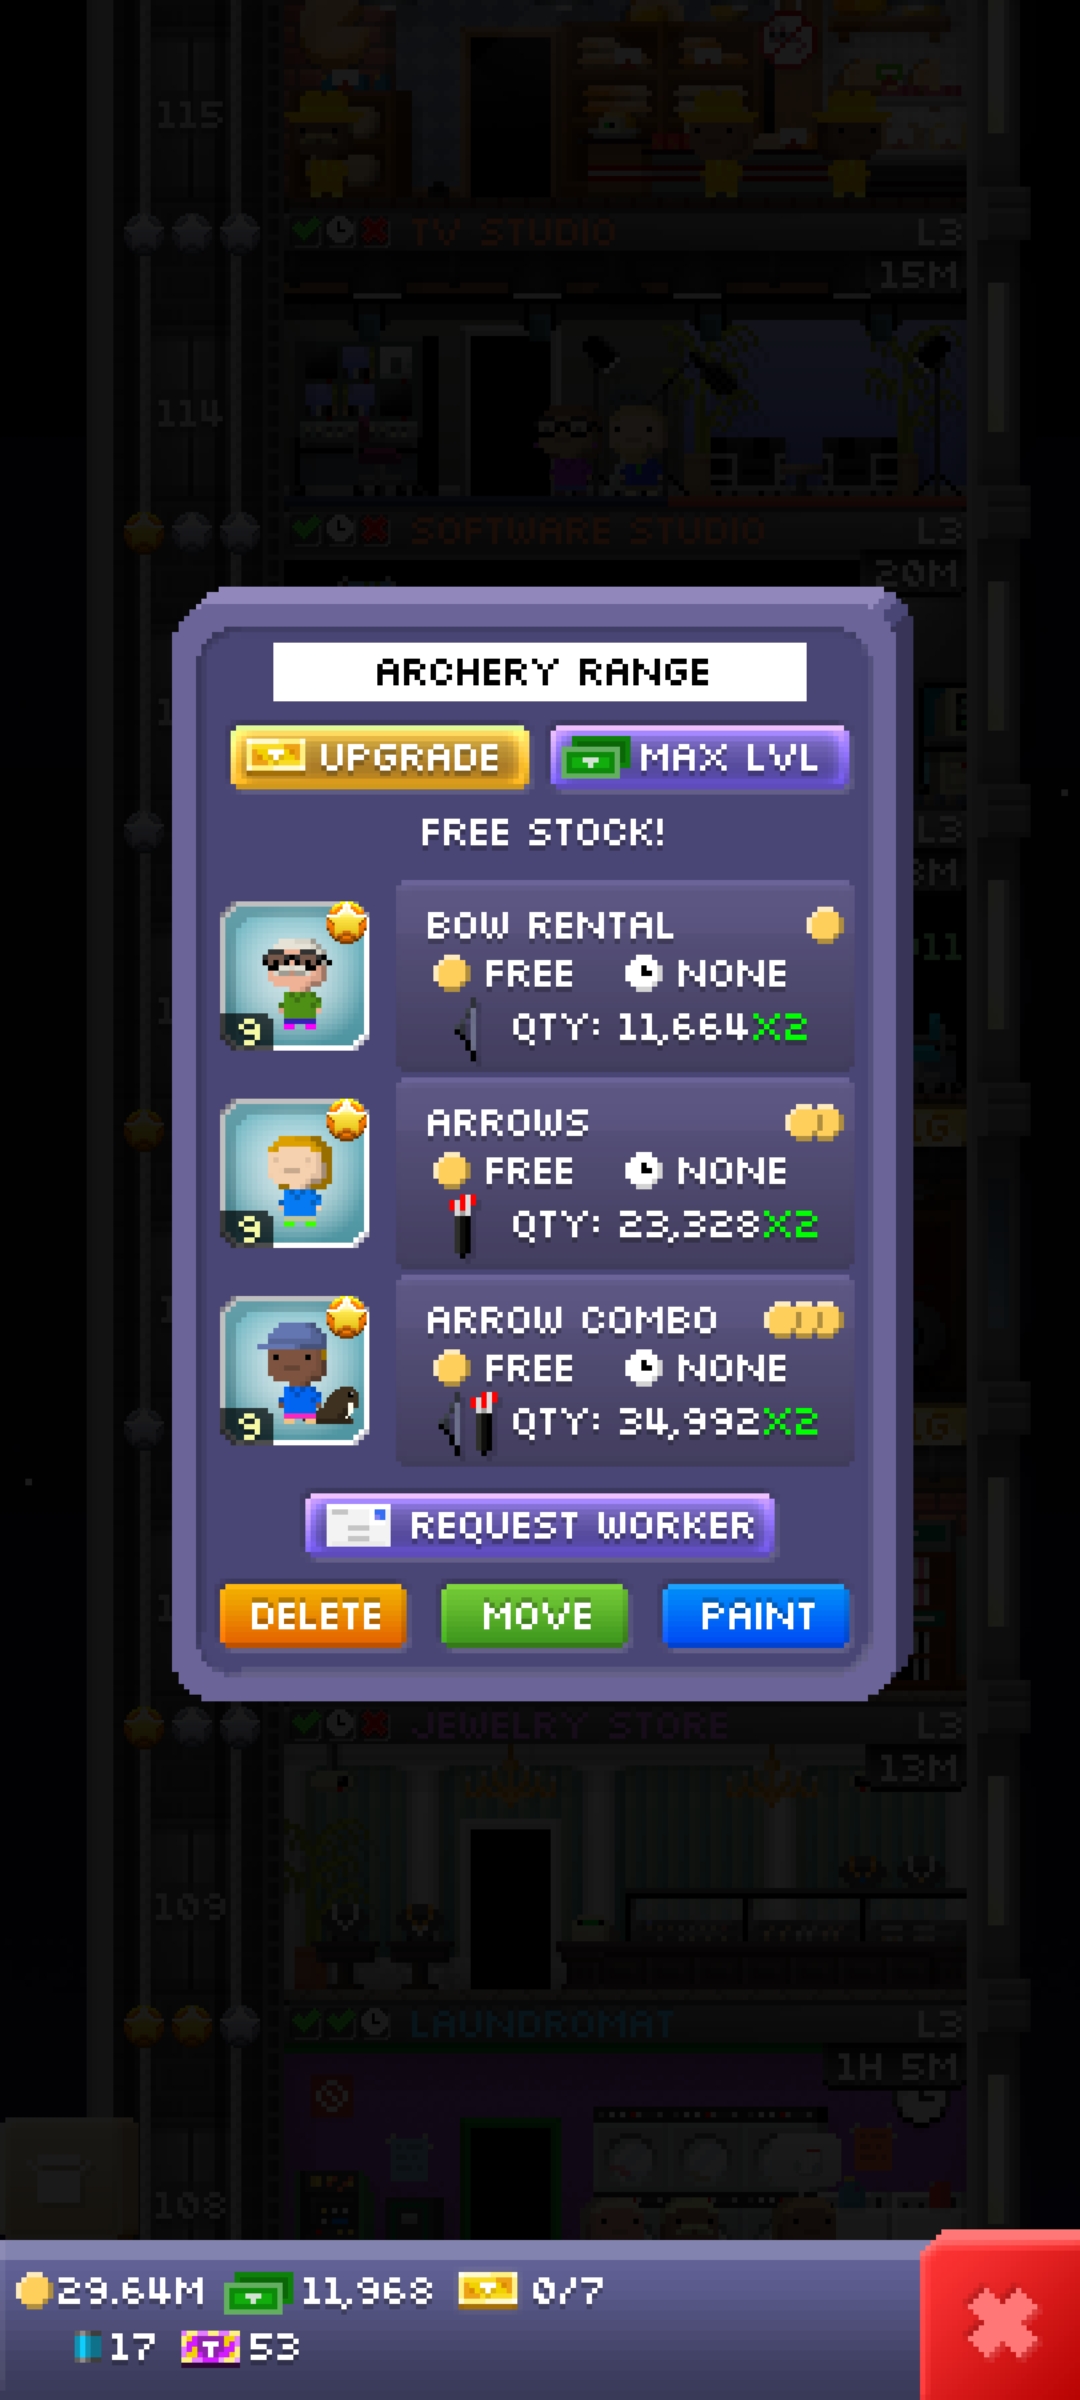 115
TV STUDIO L3
15M
114
SOFTWARE STUDIO L3
20M
ARCHERY RANGE
UPGRADE MAX LVL
FREE STOCK!
L3
BOW RENTAL
FREE NONE
9 QTY: 11,664X2
ARROWS
FREE NONE
9 QTY: 23,328X2
ARROW COMBO
FREE NONE
9 QTY: 34,992X2
REQUEST WORKER
DELETE MOVE PAINT
JEWELRY STORE L3
13M
109
LAUNDROMAT L3
1H 5M
108
29.64M 11,968 0/7
17 T 53